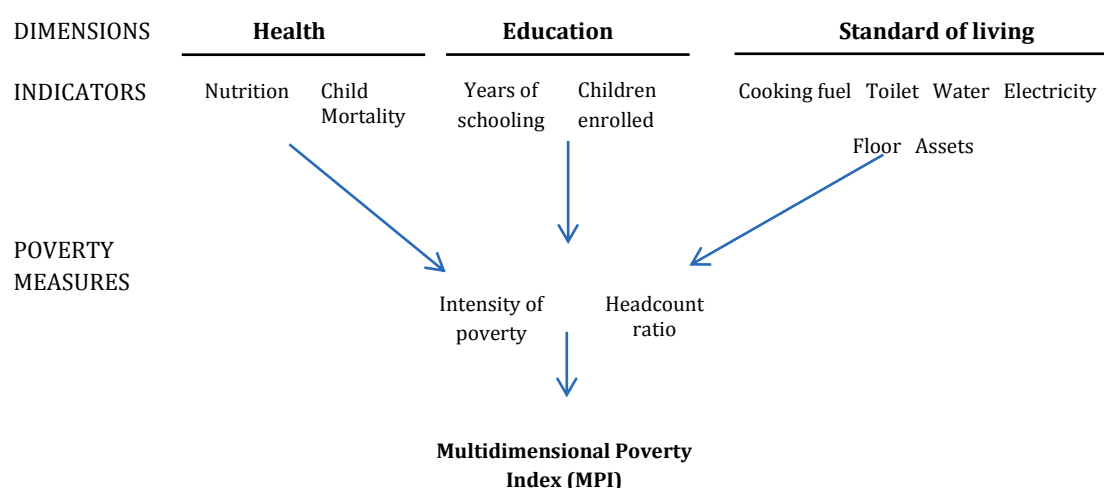 DIMENSIONS Health Education Standard of living
INDICATORS Nutrition Child Mortality Years of schooling Children enrolled Cooking fuel Toilet Water Electricity
Floor Assets
POVERTY
MEASURES
Intensity of poverty Headcount ratio
Multidimensional Poverty
Index (MPI)